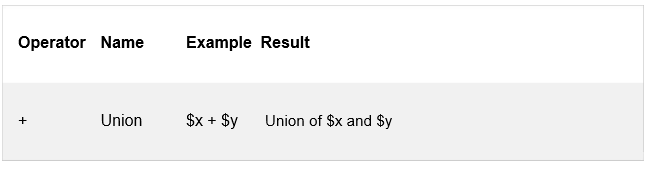 Operator Name Example Result
+ Union $x + $y Union of $x and $y